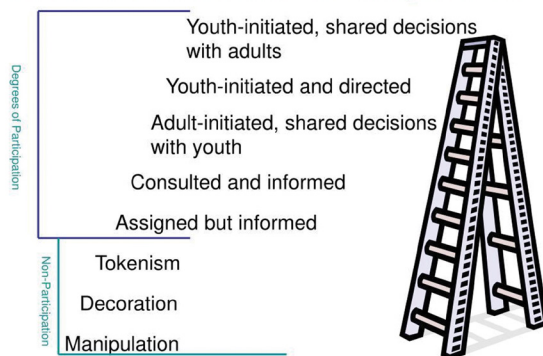 Youth-initiated, shared decisions
with adults
Youth-initiated and directed
Adult-initiated, shared decisions
with youth
Consulted and informed
Assigned but informed
Degrees of Participation
Tokenism
Decoration
Manipulation
Non-Participation